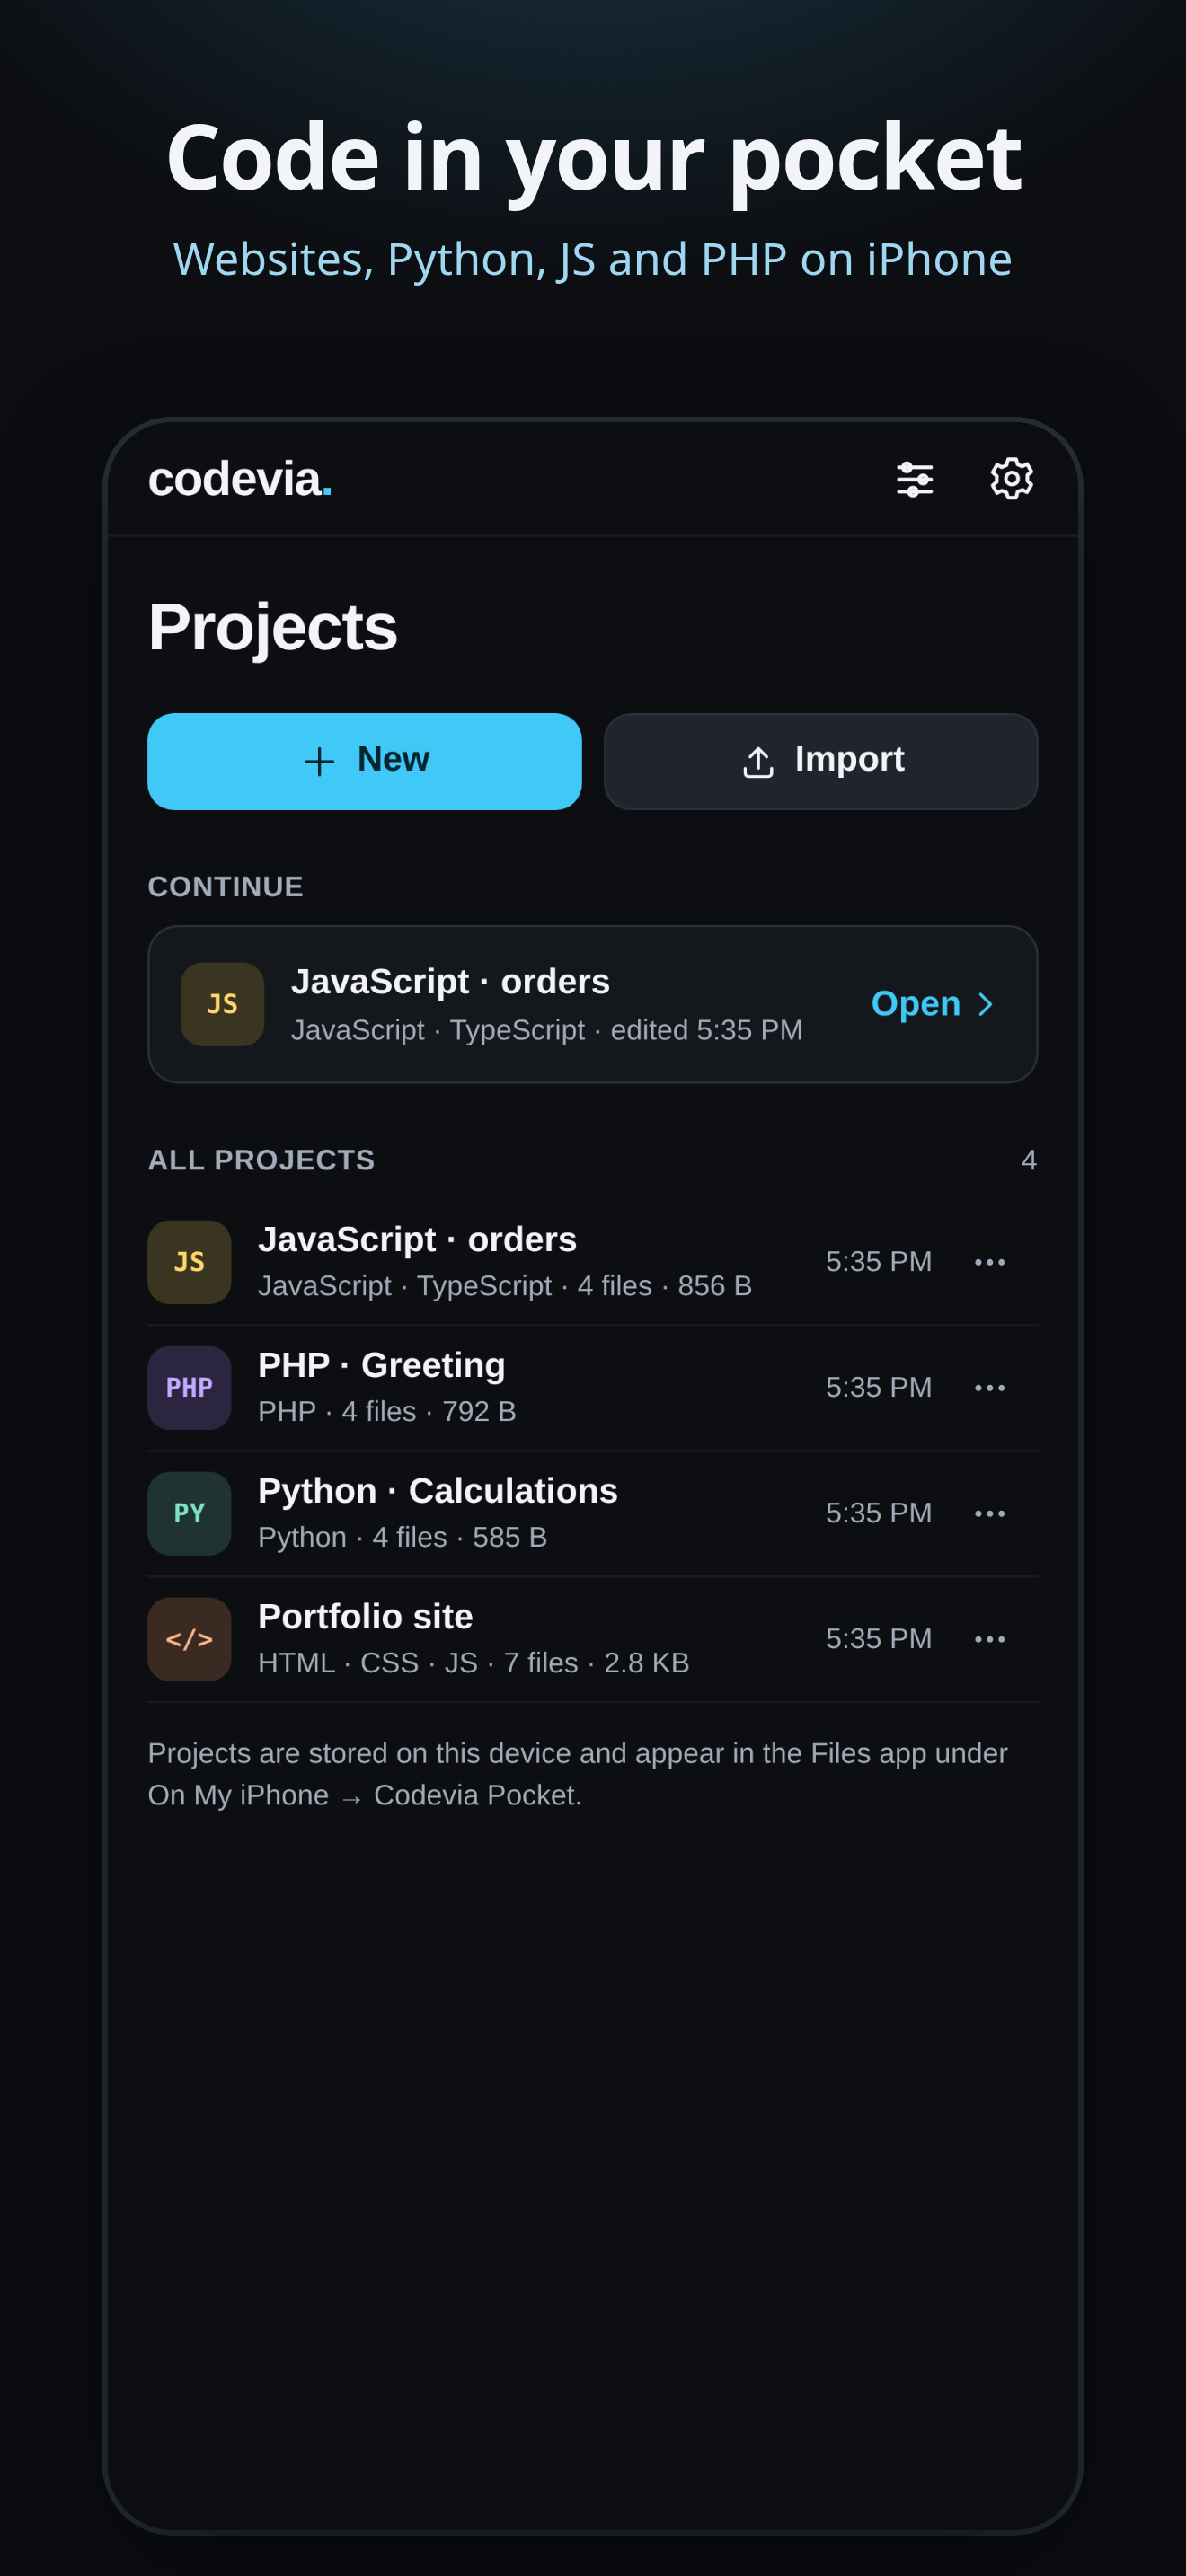 Code in your pocket
Websites, Python, JS and PHP on iPhone
codevia.
Projects
New
Import
CONTINUE
JS
JavaScript · orders
JavaScript · TypeScript · edited 5:35 PM
Open
ALL PROJECTS
4
JS
JavaScript · orders
JavaScript · TypeScript · 4 files · 856 B
5:35 PM
PHP
PHP · Greeting
PHP · 4 files · 792 B
5:35 PM
PY
Python · Calculations
Python · 4 files · 585 B
5:35 PM
</>
Portfolio site
HTML · CSS · JS · 7 files · 2.8 KB
5:35 PM
Projects are stored on this device and appear in the Files app under
On My iPhone → Codevia Pocket.